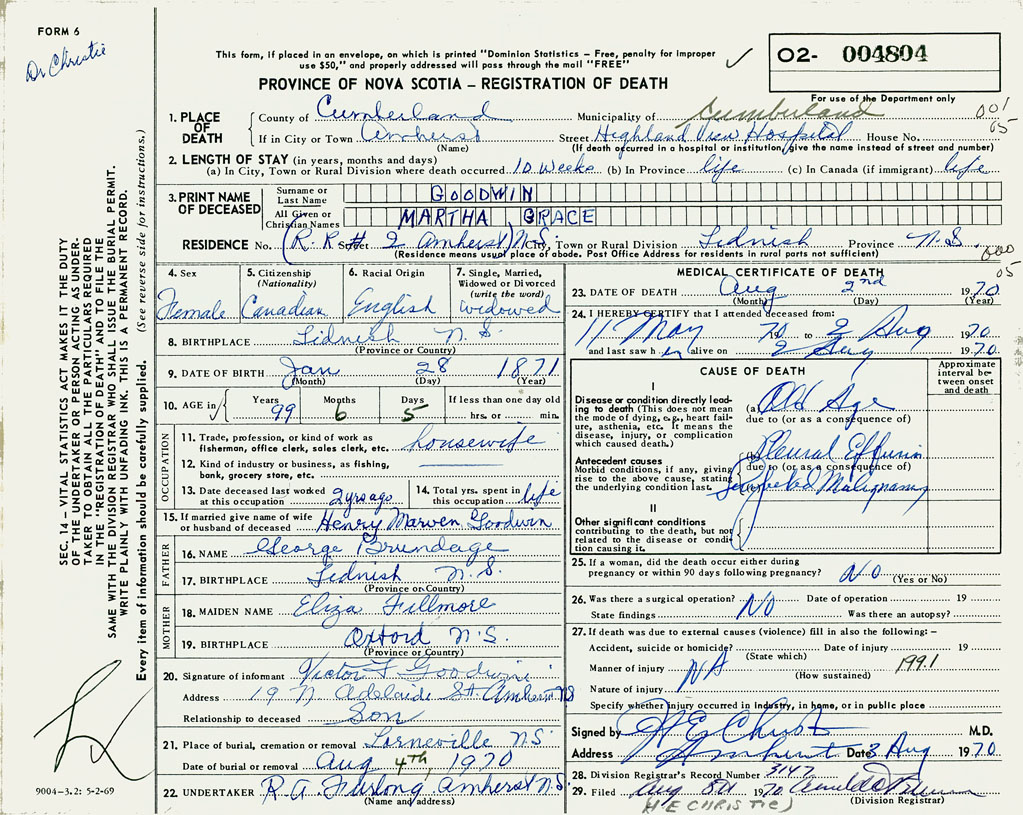 FORM 6
Dr Christie
This form, if placed in an envelope, on which is printed "Dominion Statistics – Free, penalty for improper
use $50," and properly addressed will pass through the mail "FREE"
02- 004804
For use of the Department only
PROVINCE OF NOVA SCOTIA – REGISTRATION OF DEATH
1. PLACE OF DEATH County of Cumberland Municipality of Cumberland 001
If in City or Town Amherst Street Highland View Hospital House No. 05
(Name) (If death occurred in a hospital or institution, give the name instead of street and number)
2. LENGTH OF STAY (in years, months and days)
(a) In City, Town or Rural Division where death occurred 10 weeks (b) In Province life (c) In Canada (if immigrant) life
3. PRINT NAME OF DECEASED Surname or Last Name GOODWIN
All Given or Christian Names MARTHA GRACE
RESIDENCE No. (R.R. Street # 2 Amherst) N.S. City, Town or Rural Division Lidnish Province N.S. 000
(Residence means usual place of abode. Post Office Address for residents in rural parts not sufficient) 05
4. Sex Female
5. Citizenship (Nationality) Canadian
6. Racial Origin English
7. Single, Married, Widowed or Divorced (write the word) widowed
8. BIRTHPLACE Lidnish N.S
(Province or Country)
9. DATE OF BIRTH Jan 28 1871
(Month) (Day) (Year)
10. AGE in Years 99 Months 6 Days 5 If less than one day old hrs. or min.
OCCUPATION
11. Trade, profession, or kind of work as fisherman, office clerk, sales clerk, etc. housewife
12. Kind of industry or business, as fishing, bank, grocery store, etc.
13. Date deceased last worked at this occupation 2 yrs ago
14. Total yrs. spent in this occupation life
15. If married give name of wife or husband of deceased Henry Marven Goodwin
FATHER
16. NAME George Brundage
17. BIRTHPLACE Lidnish N.S.
(Province or Country)
MOTHER
18. MAIDEN NAME Eliza Fillmore
19. BIRTHPLACE Oxford N.S.
(Province or Country)
20. Signature of informant Victor F Goodwin
Address 19 N Adelaide St. Amherst NS
Relationship to deceased Son
21. Place of burial, cremation or removal Lorneville NS
Date of burial or removal Aug 4th, 1970
22. UNDERTAKER R.A. Furlong Amherst N.S.
(Name and address)
MEDICAL CERTIFICATE OF DEATH
23. DATE OF DEATH Aug 2nd 1970
(Month) (Day) (Year)
24. I HEREBY CERTIFY that I attended deceased from:
11 May 1970 to 2 Aug 1970
and last saw h er alive on 2 Aug 1970
CAUSE OF DEATH
Approximate interval between onset and death
I
Disease or condition directly leading to death (This does not mean the mode of dying, e.g., heart failure, asthenia, etc. It means the disease, injury, or complication which caused death.)
(a) Old Age
due to (or as a consequence of)
Antecedent causes
Morbid conditions, if any, giving rise to the above cause, stating the underlying condition last.
(b) Pleural Effusion
due to (or as a consequence of)
(c) Suspected Malignancy
II
Other significant conditions
contributing to the death, but not related to the disease or condition causing it.
25. If a woman, did the death occur either during
pregnancy or within 90 days following pregnancy? NO (Yes or No)
26. Was there a surgical operation? NO Date of operation 19
State findings Was there an autopsy?
27. If death was due to external causes (violence) fill in also the following: –
Accident, suicide or homicide? Date of injury 19
(State which)
Manner of injury NA 1991
(How sustained)
Nature of injury
Specify whether injury occurred in industry, in home, or in public place
Signed by H E Christie M.D.
Address Amherst Date 3 Aug 1970
28. Division Registrar's Record Number 3147
29. Filed Aug 8th 1970
(Division Registrar)
(H E CHRISTIE)
SEC. 14 – VITAL STATISTICS ACT MAKES IT THE DUTY
OF THE UNDERTAKER OR PERSON ACTING AS UNDER-
TAKER TO OBTAIN ALL THE PARTICULARS REQUIRED
IN THE "REGISTRATION OF DEATH" AND TO FILE THE
SAME WITH THE DIVISION REGISTRAR WHO SHALL ISSUE THE BURIAL PERMIT.
WRITE PLAINLY WITH UNFADING INK. THIS IS A PERMANENT RECORD.
Every item of information should be carefully supplied. (See reverse side for instructions.)
9004-3.2: 5-2-69